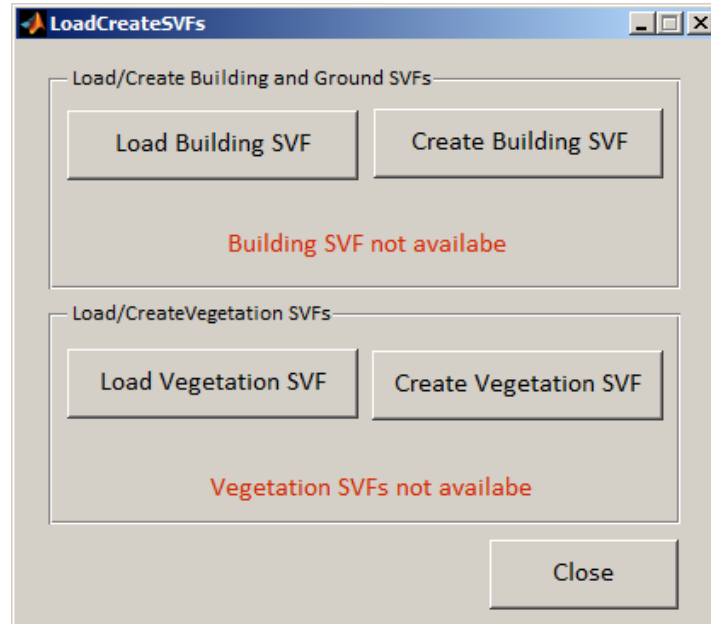 LoadCreateSVFs
Load/Create Building and Ground SVFs
Load Building SVF
Create Building SVF
Building SVF not availabe
Load/CreateVegetation SVFs
Load Vegetation SVF
Create Vegetation SVF
Vegetation SVFs not availabe
Close